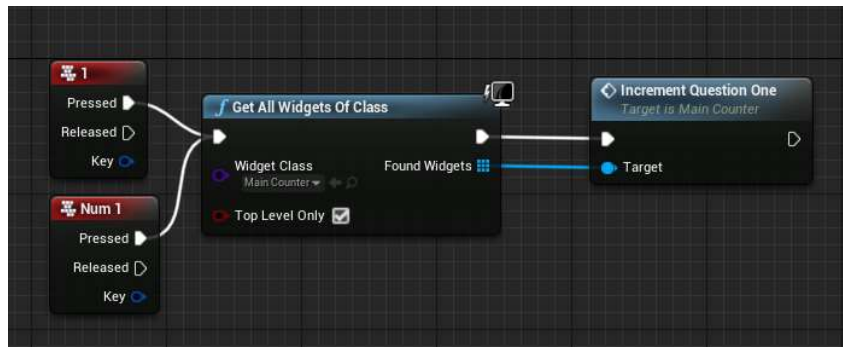 1
Pressed
Released
Key
Num 1
Pressed
Released
Key
f Get All Widgets Of Class
Widget Class
Main Counter
Found Widgets
Top Level Only
Increment Question One
Target is Main Counter
Target